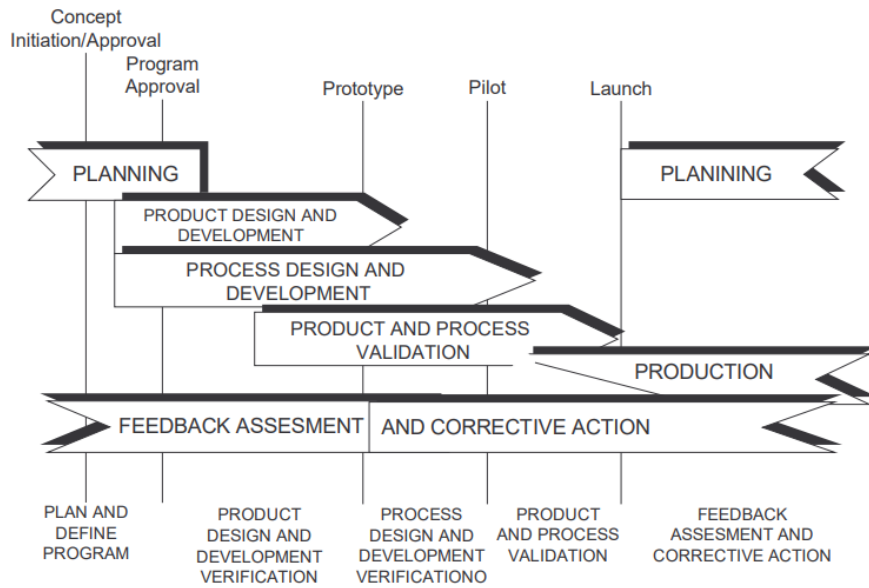 Concept
Initiation/Approval
Program
Approval
Prototype
Pilot
Launch
PLANNING
PLANINING
PRODUCT DESIGN AND
DEVELOPMENT
PROCESS DESIGN AND
DEVELOPMENT
PRODUCT AND PROCESS
VALIDATION
PRODUCTION
FEEDBACK ASSESMENT AND CORRECTIVE ACTION
PLAN AND
DEFINE
PROGRAM
PRODUCT
DESIGN AND
DEVELOPMENT
VERIFICATION
PROCESS
DESIGN AND
DEVELOPMENT
VERIFICATIONO
PRODUCT
AND PROCESS
VALIDATION
FEEDBACK
ASSESMENT AND
CORRECTIVE ACTION